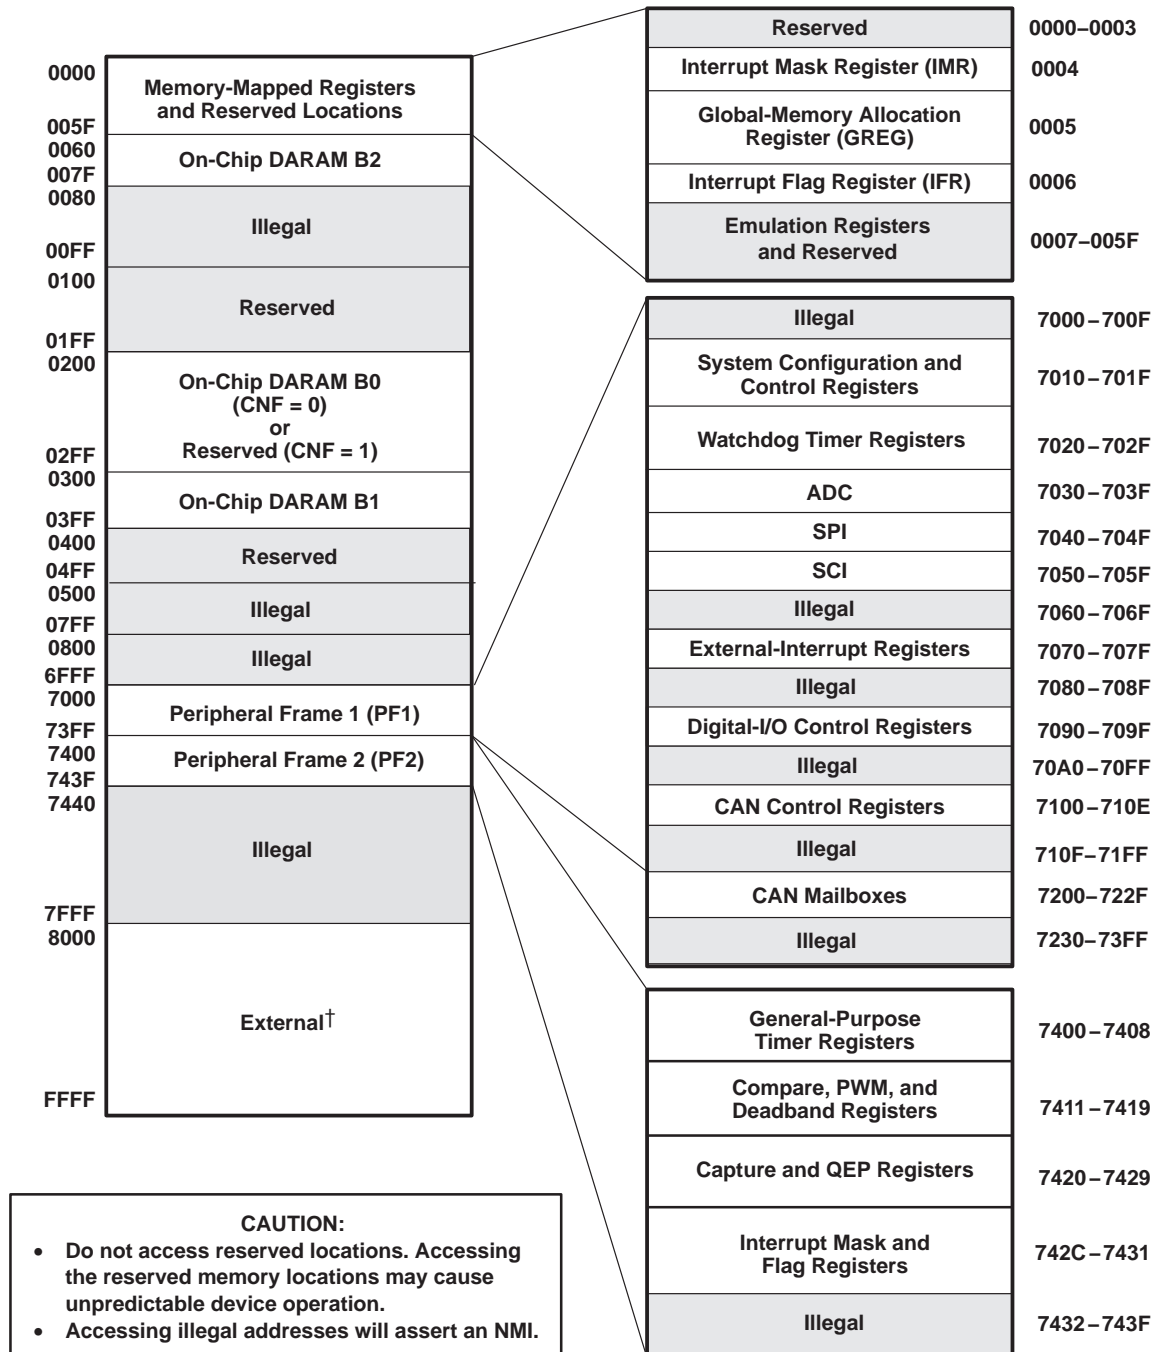 0000
Memory-Mapped Registers
and Reserved Locations
005F
0060
On-Chip DARAM B2
007F
0080
Illegal
00FF
0100
Reserved
01FF
0200
On-Chip DARAM B0
(CNF = 0)
or
Reserved (CNF = 1)
02FF
0300
On-Chip DARAM B1
03FF
0400
Reserved
04FF
0500
Illegal
07FF
0800
Illegal
6FFF
7000
Peripheral Frame 1 (PF1)
73FF
7400
Peripheral Frame 2 (PF2)
743F
7440
Illegal
7FFF
8000
External†
FFFF
Reserved 0000–0003
Interrupt Mask Register (IMR) 0004
Global-Memory Allocation
Register (GREG) 0005
Interrupt Flag Register (IFR) 0006
Emulation Registers
and Reserved 0007–005F
Illegal 7000–700F
System Configuration and
Control Registers 7010–701F
Watchdog Timer Registers 7020–702F
ADC 7030–703F
SPI 7040–704F
SCI 7050–705F
Illegal 7060–706F
External-Interrupt Registers 7070–707F
Illegal 7080–708F
Digital-I/O Control Registers 7090–709F
Illegal 70A0–70FF
CAN Control Registers 7100–710E
Illegal 710F–71FF
CAN Mailboxes 7200–722F
Illegal 7230–73FF
General-Purpose
Timer Registers 7400–7408
Compare, PWM, and
Deadband Registers 7411–7419
Capture and QEP Registers 7420–7429
Interrupt Mask and
Flag Registers 742C–7431
Illegal 7432–743F
CAUTION:
• Do not access reserved locations. Accessing
the reserved memory locations may cause
unpredictable device operation.
• Accessing illegal addresses will assert an NMI.